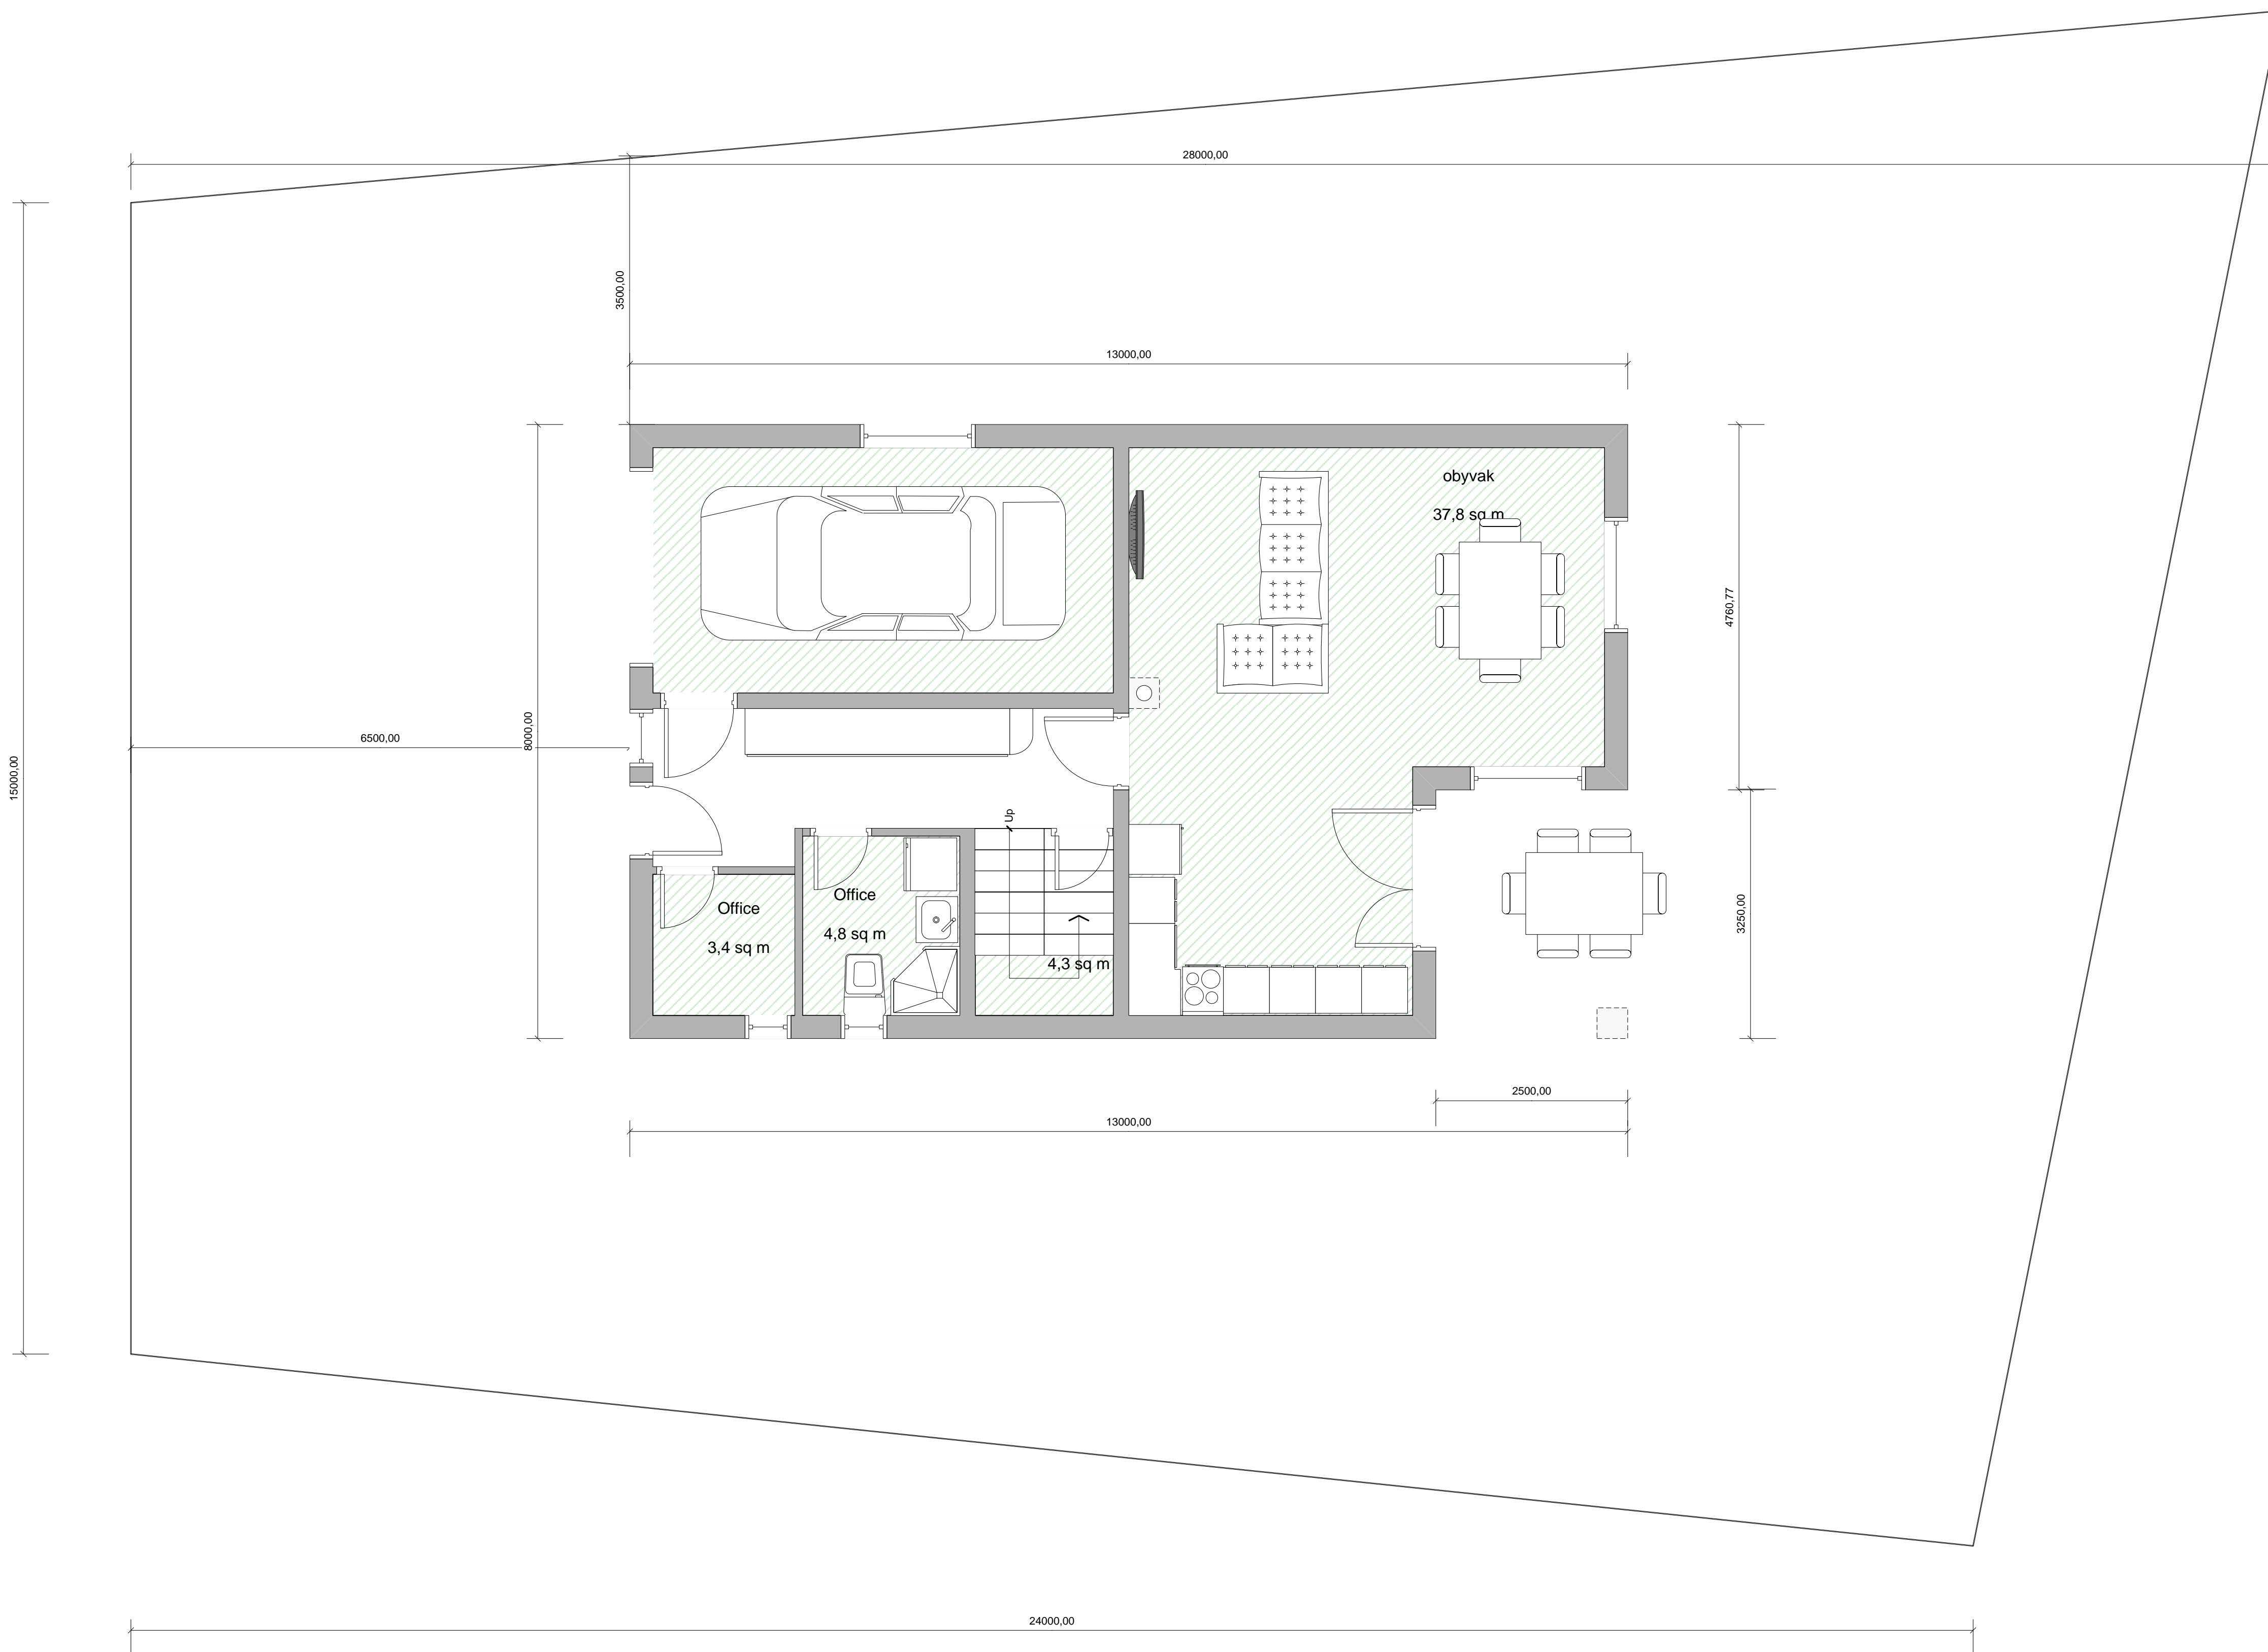 28000,00
3500,00
13000,00
obyvak
37,8 sq m
4760,77
6500,00
8000,00
15000,00
Up
Office
3,4 sq m
Office
4,8 sq m
4,3 sq m
3250,00
2500,00
13000,00
24000,00